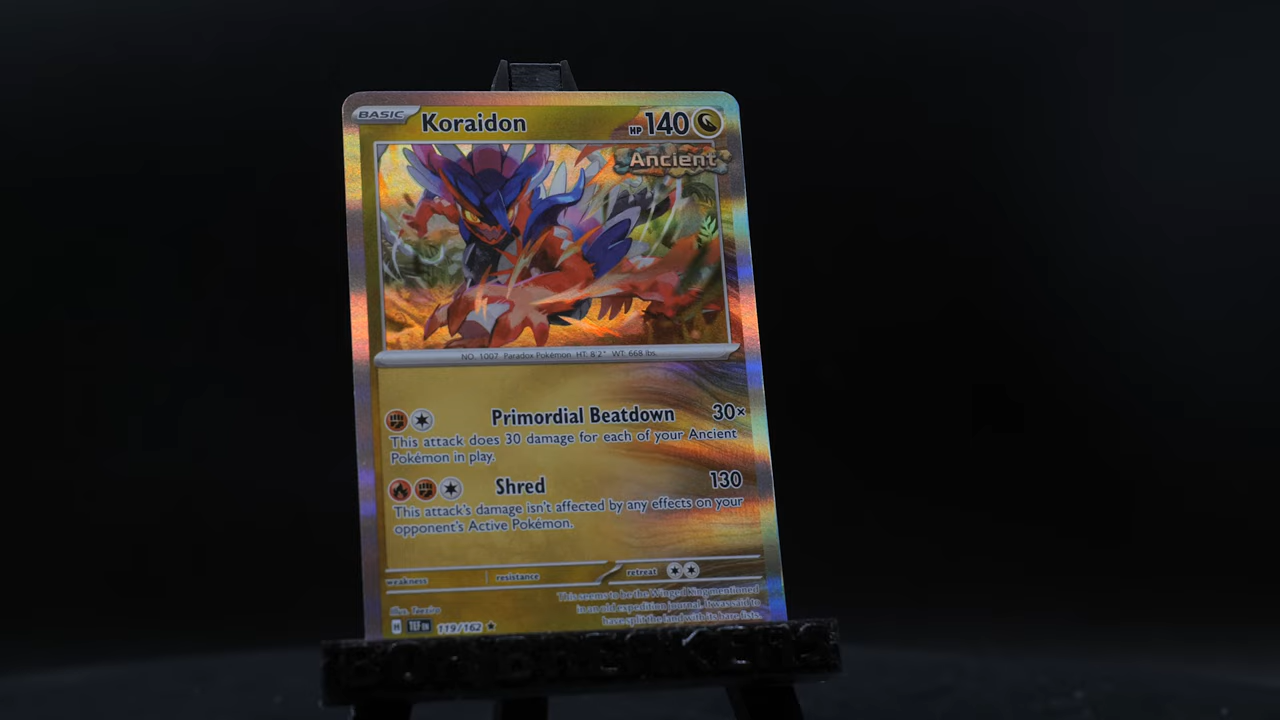 BASIC Koraidon HP 140
Ancient
NO. 1007 Paradox Pokémon HT: 8'2" WT: 668 lbs.
Primordial Beatdown 30×
This attack does 30 damage for each of your Ancient
Pokémon in play.
Shred 130
This attack's damage isn't affected by any effects on your
opponent's Active Pokémon.
weakness resistance retreat
This seems to be the Winged King mentioned
in an old expedition journal. It was said to
have split the land with its bare fists.
Illus. Teeziro
H TEF EN 119/162